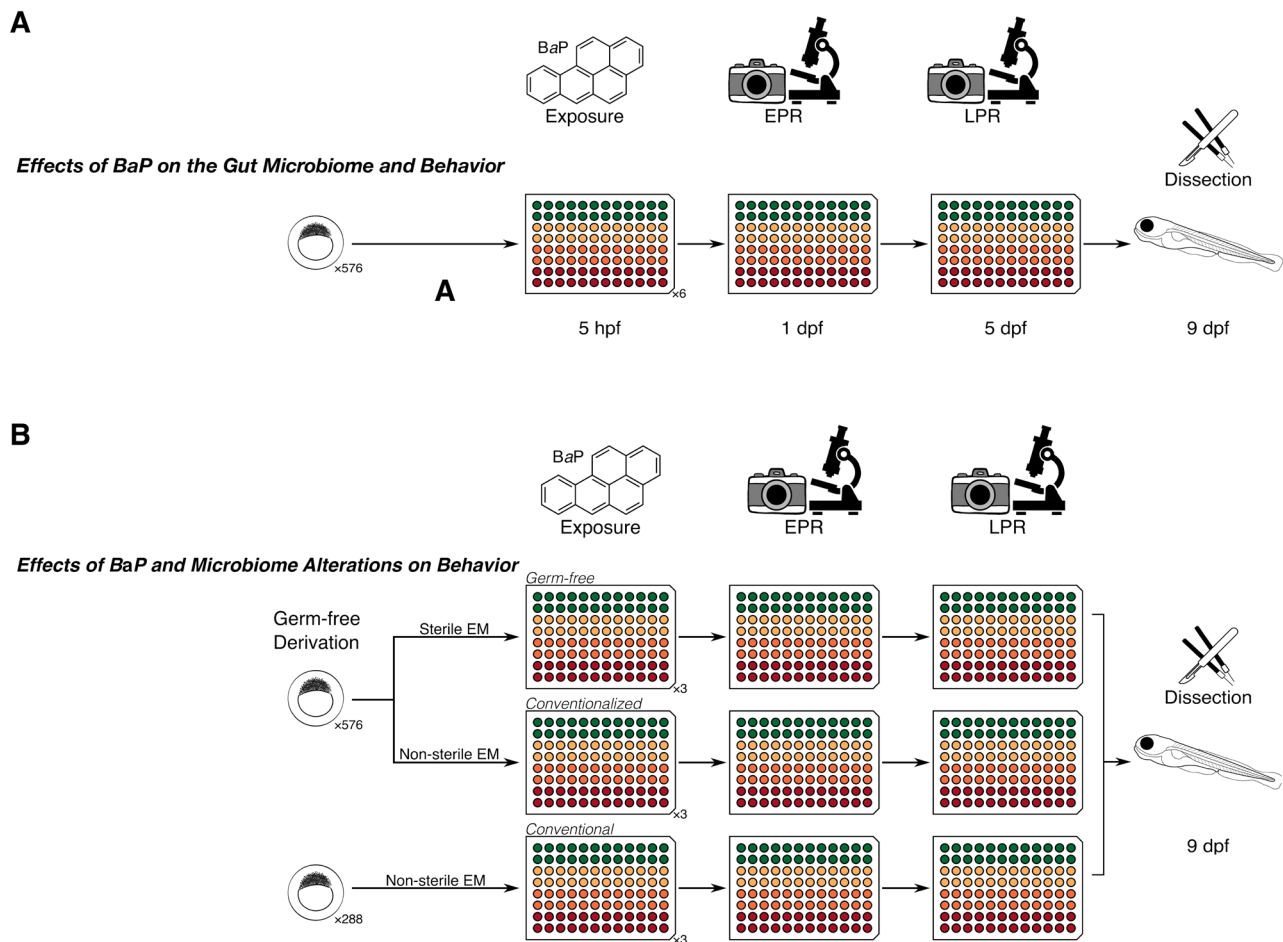 A
BaP
Exposure
EPR
LPR
Dissection
Effects of BaP on the Gut Microbiome and Behavior
×576
×6
A
5 hpf
1 dpf
5 dpf
9 dpf
B
BaP
Exposure
EPR
LPR
Effects of BaP and Microbiome Alterations on Behavior
Germ-free
Germ-free
Derivation
Sterile EM
×576
×3
Dissection
Conventionalized
Non-sterile EM
×3
Conventional
9 dpf
Non-sterile EM
×288
×3